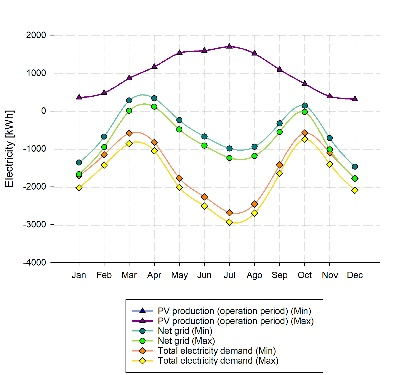 2000
1000
0
-1000
-2000
-3000
-4000
Electricity [kWh]
Jan Feb Mar Apr May Jun Jul Ago Sep Oct Nov Dec
PV production (operation period) (Min)
PV production (operation period) (Max)
Net grid (Min)
Net grid (Max)
Total electricity demand (Min)
Total electricity demand (Max)